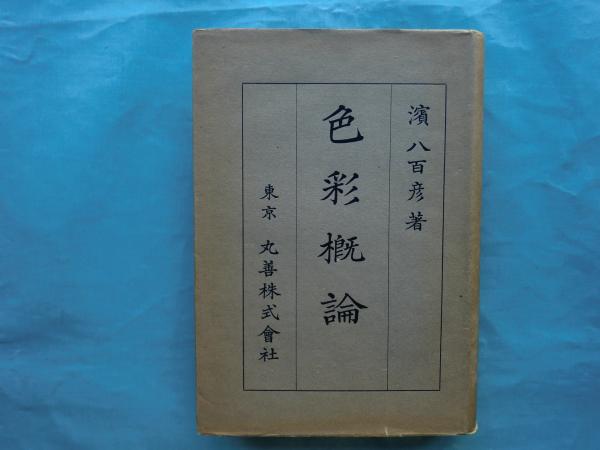 濱八百彦著
色彩概論
東京 丸善株式會社